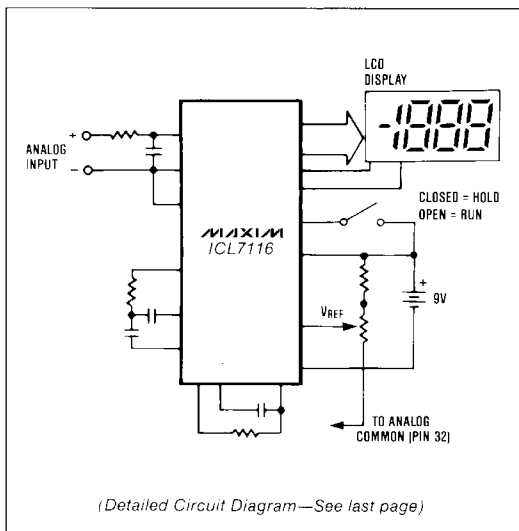 LCD
DISPLAY
-1888
+
ANALOG
INPUT
-
CLOSED = HOLD
OPEN = RUN
MAXIM
ICL7116
+
9V
VREF
TO ANALOG
COMMON (PIN 32)
(Detailed Circuit Diagram—See last page)